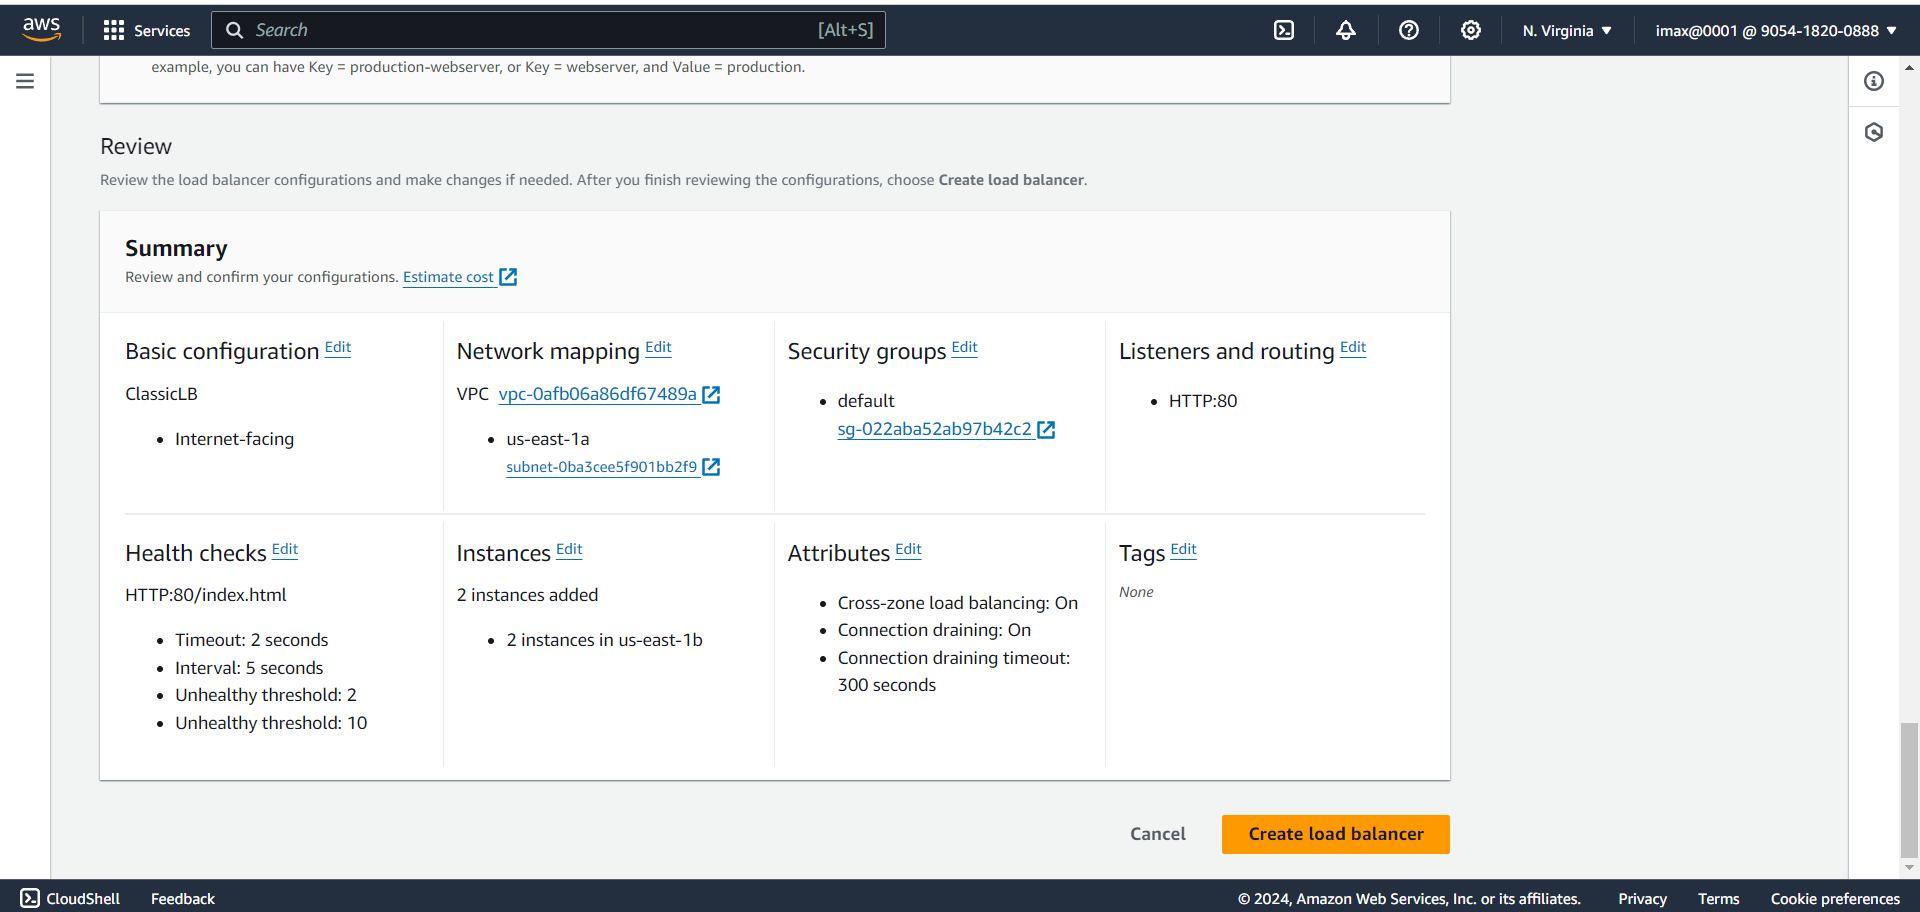 aws Services Search [Alt+S] N. Virginia imax@0001 @ 9054-1820-0888
example, you can have Key = production-webserver, or Key = webserver, and Value = production.
Review
Review the load balancer configurations and make changes if needed. After you finish reviewing the configurations, choose Create load balancer.
Summary
Review and confirm your configurations. Estimate cost
Basic configuration Edit
ClassicLB
Internet-facing
Network mapping Edit
VPC vpc-0afb06a86df67489a
us-east-1a
subnet-0ba3cee5f901bb2f9
Security groups Edit
default
sg-022aba52ab97b42c2
Listeners and routing Edit
HTTP:80
Health checks Edit
HTTP:80/index.html
Timeout: 2 seconds
Interval: 5 seconds
Unhealthy threshold: 2
Unhealthy threshold: 10
Instances Edit
2 instances added
2 instances in us-east-1b
Attributes Edit
Cross-zone load balancing: On
Connection draining: On
Connection draining timeout:
300 seconds
Tags Edit
None
Cancel Create load balancer
CloudShell Feedback © 2024, Amazon Web Services, Inc. or its affiliates. Privacy Terms Cookie preferences